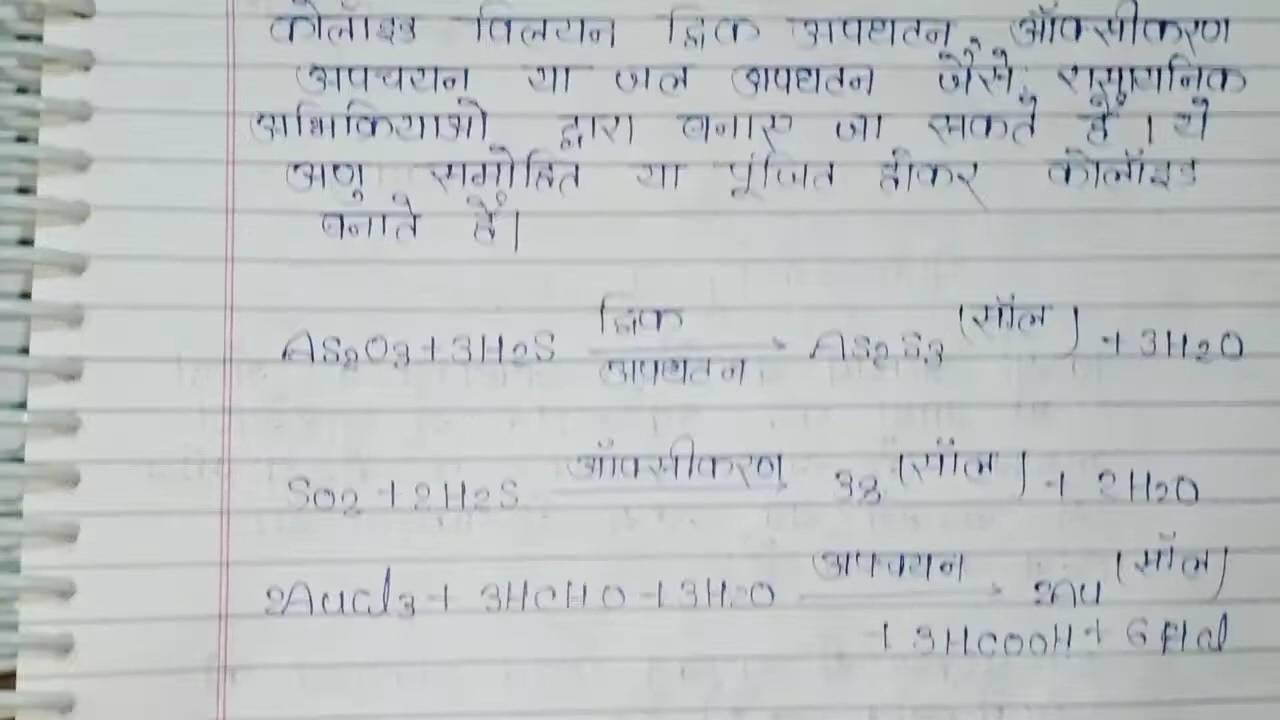 कोलॉइड विलयन द्विक अपघटन, ऑक्सीकरण
अपचयन या जल अपघटन जैसे रासायनिक
अभिक्रियाओं द्वारा बनाए जा सकते हैं। ये
अणु समोहित या पूंजित होकर कोलॉइड
बनाते हैं।
As2O3 + 3H2S द्विक अपघटन → As2S3 (सॉल) + 3H2O
SO2 + 2H2S ऑक्सीकरण 3S (सॉल) + 2H2O
2AuCl3 + 3HCHO + 3H2O अपचयन → 2Au (सॉल)
+ 3HCOOH + 6HCl